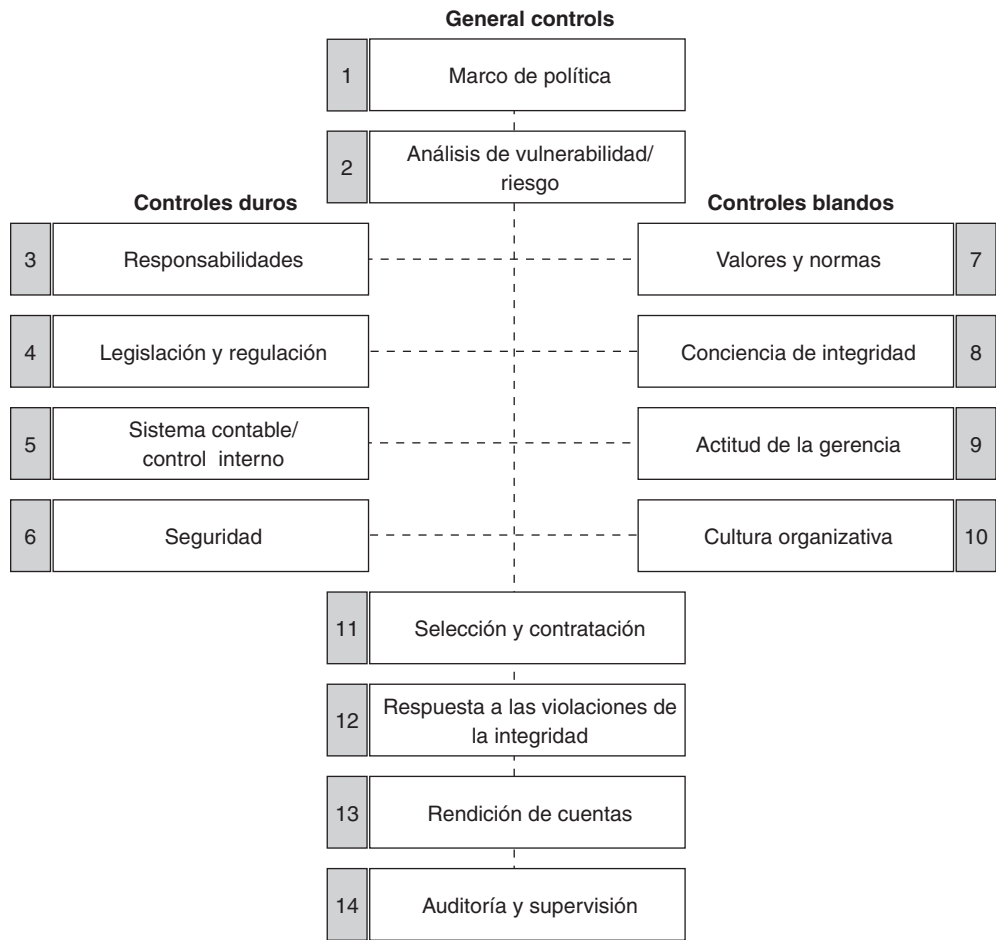 General controls
1
Marco de política
2
Análisis de vulnerabilidad/
riesgo
Controles duros
Controles blandos
3
Responsabilidades
Valores y normas
7
4
Legislación y regulación
Conciencia de integridad
8
5
Sistema contable/
control interno
Actitud de la gerencia
9
6
Seguridad
Cultura organizativa
10
11
Selección y contratación
12
Respuesta a las violaciones de
la integridad
13
Rendición de cuentas
14
Auditoría y supervisión